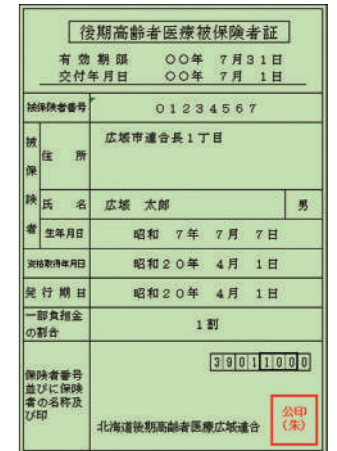 後期高齢者医療被保険者証
有効期限 〇〇年 7月31日
交付年月日 〇〇年 7月 1日
被保険者番号 01234567
被保険者
住所 広域市連合長1丁目
氏名 広域 太郎 男
生年月日 昭和 7年 7月 7日
資格取得年月日 昭和20年 4月 1日
発行期日 昭和20年 4月 1日
一部負担金
の割合 1割
39011000
保険者番号
並びに保険
者の名称及
び印
公印
(朱)
北海道後期高齢者医療広域連合